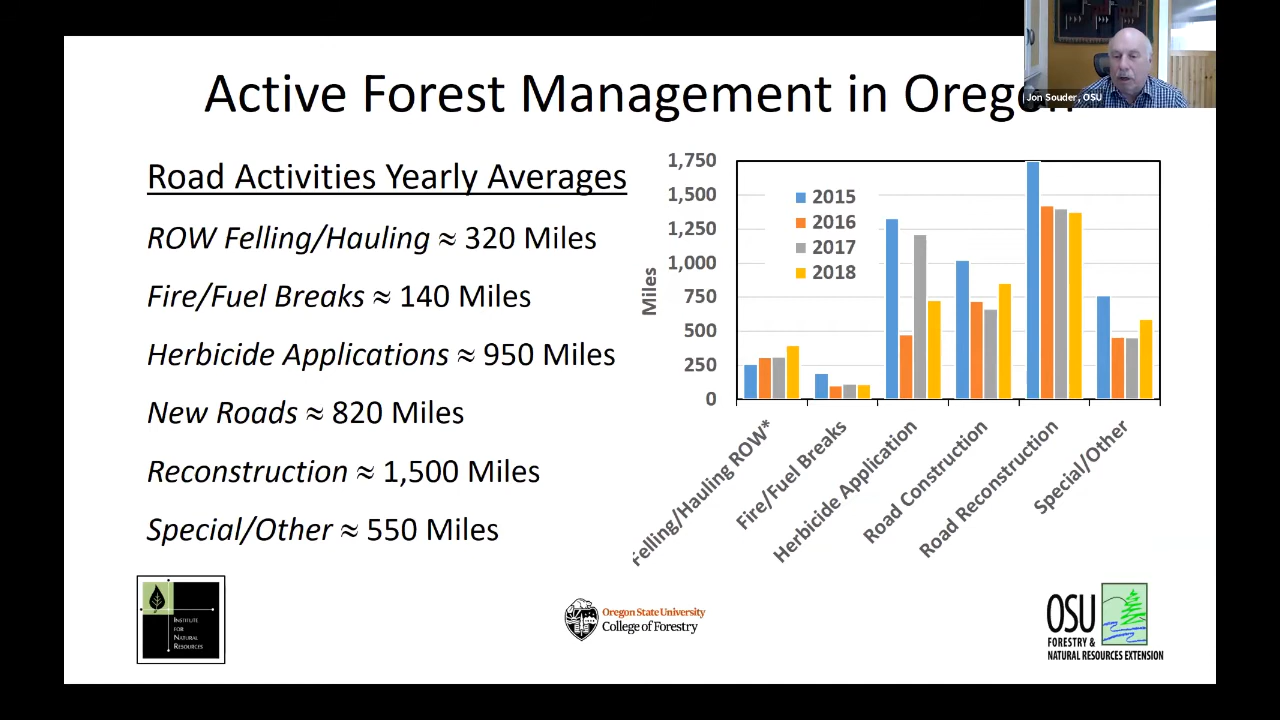 Active Forest Management in Oregon
Jon Souder, OSU
Road Activities Yearly Averages
ROW Felling/Hauling ≈ 320 Miles
Fire/Fuel Breaks ≈ 140 Miles
Herbicide Applications ≈ 950 Miles
New Roads ≈ 820 Miles
Reconstruction ≈ 1,500 Miles
Special/Other ≈ 550 Miles
Miles
1,750
1,500
1,250
1,000
750
500
250
0
2015
2016
2017
2018
Felling/Hauling ROW*
Fire/Fuel Breaks
Herbicide Application
Road Construction
Road Reconstruction
Special/Other
INSTITUTE
FOR
NATURAL
RESOURCES
Oregon State University
College of Forestry
OSU
FORESTRY &
NATURAL RESOURCES EXTENSION